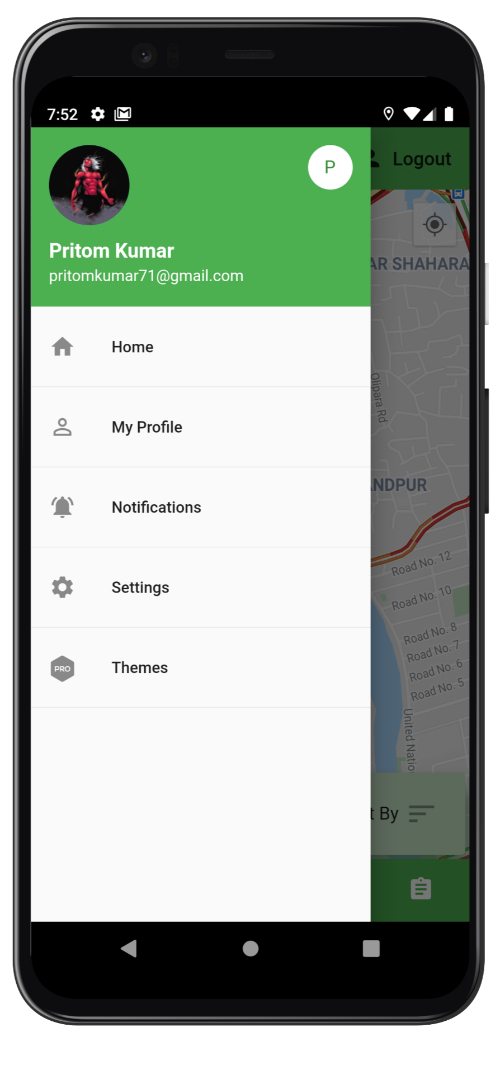 7:52
P
Logout
Pritom Kumar
pritomkumar71@gmail.com
AR SHAHARA
Home
Olipara Rd
My Profile
NDPUR
Notifications
Road No. 12
Settings
Road No. 10
Road No. 8
Road No. 7
Road No. 6
Road No. 5
PRO
Themes
United Natio
t By